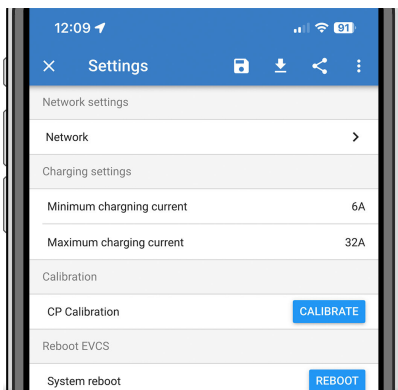 12:09
91
Settings
Network settings
Network
Charging settings
Minimum chargning current 6A
Maximum charging current 32A
Calibration
CP Calibration CALIBRATE
Reboot EVCS
System reboot REBOOT